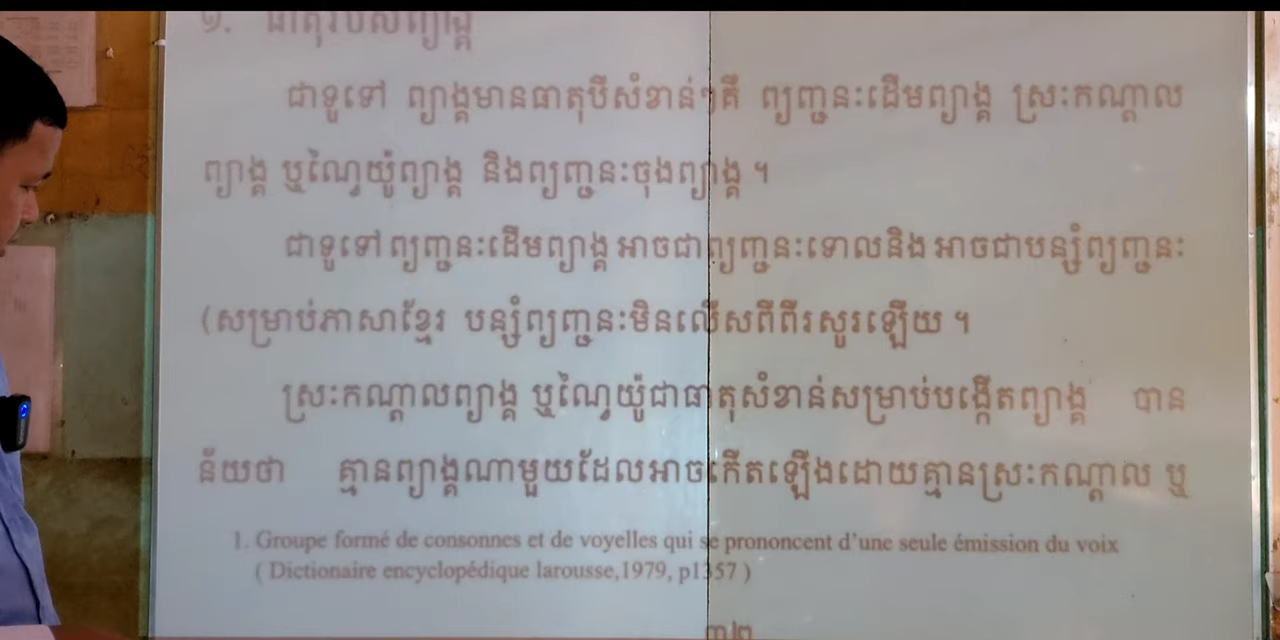 ១. ធាតុរបស់ព្យាង្គ
ជាទូទៅ ព្យាង្គមានធាតុបីសំខាន់ៗគឺ ព្យញ្ជនៈដើមព្យាង្គ ស្រៈកណ្តាល
ព្យាង្គ ឬណ្វៃយ៉ូព្យាង្គ និងព្យញ្ជនៈចុងព្យាង្គ ។
ជាទូទៅព្យញ្ជនៈដើមព្យាង្គ អាចជាព្យញ្ជនៈទោលនិង អាចជាបន្សំព្យញ្ជនៈ
(សម្រាប់ភាសាខ្មែរ បន្សំព្យញ្ជនៈមិនលើសពីពីរសូរឡើយ ។
ស្រៈកណ្តាលព្យាង្គ ឬណ្វៃយ៉ូជាធាតុសំខាន់សម្រាប់បង្កើតព្យាង្គ បាន
ន័យថា គ្មានព្យាង្គណាមួយដែលអាចកើតឡើងដោយគ្មានស្រៈកណ្តាល ឬ
1. Groupe formé de consonnes et de voyelles qui se prononcent d’une seule émission du voix
( Dictionaire encyclopédique larousse,1979, p1357 )